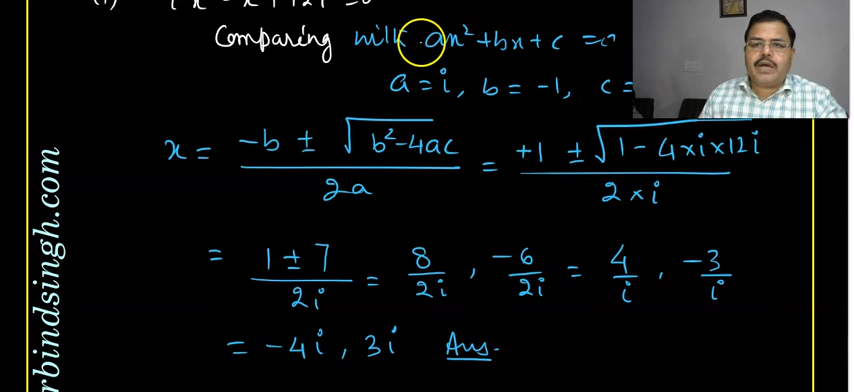 Comparing with ax² + bx + c =
a = i, b = -1, c =
x = (-b ± √(b² - 4ac)) / 2a = (+1 ± √(1 - 4×i×12i)) / (2×i)
= (1 ± 7) / 2i = 8/2i , -6/2i = 4/i , -3/i
= -4i , 3i Ans.
rbindsingh.com